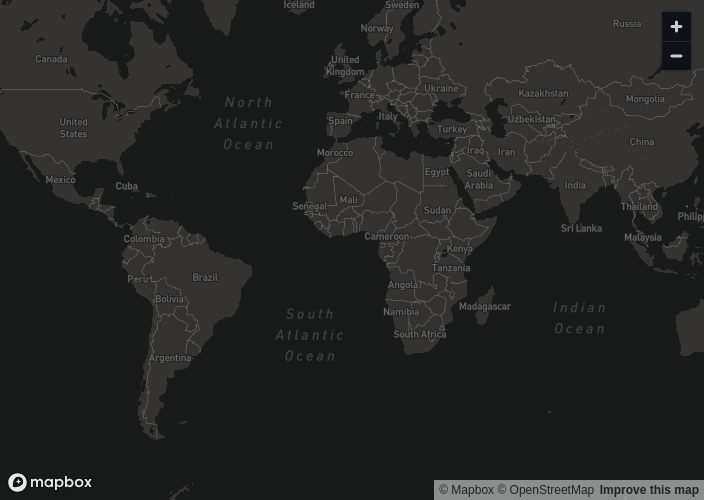 Iceland
Sweden
Russia
Norway
Canada
United
Kingdom
Ukraine
Kazakhstan
France
Mongolia
North
Atlantic
Ocean
Italy
Uzbekistan
United
States
Spain
Turkey
China
Morocco
Iraq
Iran
Mexico
Cuba
Egypt
Saudi
Arabia
India
Mali
Senegal
Sudan
Thailand
Philipp
Sri Lanka
Colombia
Cameroon
Malaysia
Kenya
Tanzania
Peru
Brazil
Angola
Bolivia
Namibia
Madagascar
South
Atlantic
Ocean
Indian
Ocean
South Africa
Argentina
mapbox
© Mapbox © OpenStreetMap Improve this map